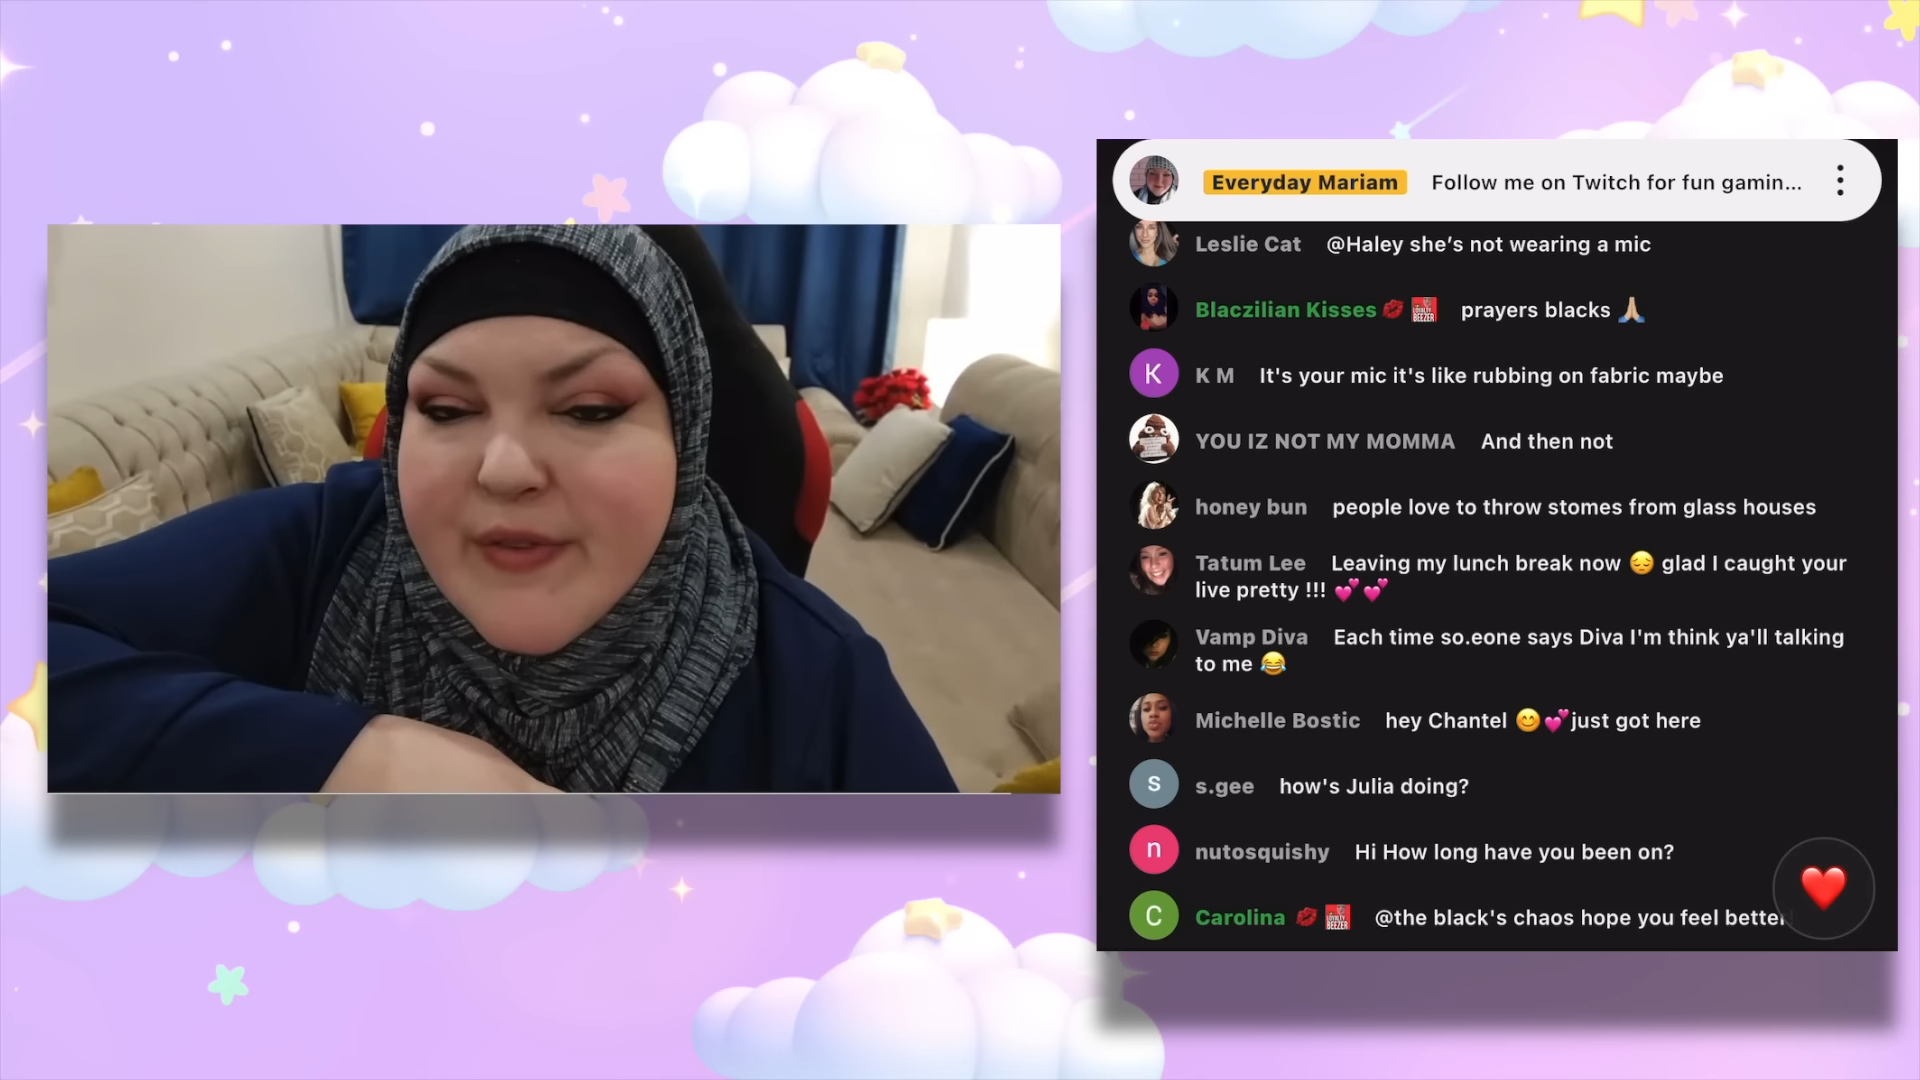 Everyday Mariam Follow me on Twitch for fun gamin...
Leslie Cat @Haley she's not wearing a mic
Blaczilian Kisses💋 LOYALTY BEEZER prayers blacks 🙏🏼
K K M It's your mic it's like rubbing on fabric maybe
YOU IZ NOT MY MOMMA And then not
honey bun people love to throw stomes from glass houses
Tatum Lee Leaving my lunch break now 😔 glad I caught your
live pretty !!! 💕💕
Vamp Diva Each time so.eone says Diva I'm think ya'll talking
to me 😂
Michelle Bostic hey Chantel 😊💕just got here
s s.gee how's Julia doing?
n nutosquishy Hi How long have you been on?
C Carolina 💋 LOYALTY BEEZER @the black's chaos hope you feel better